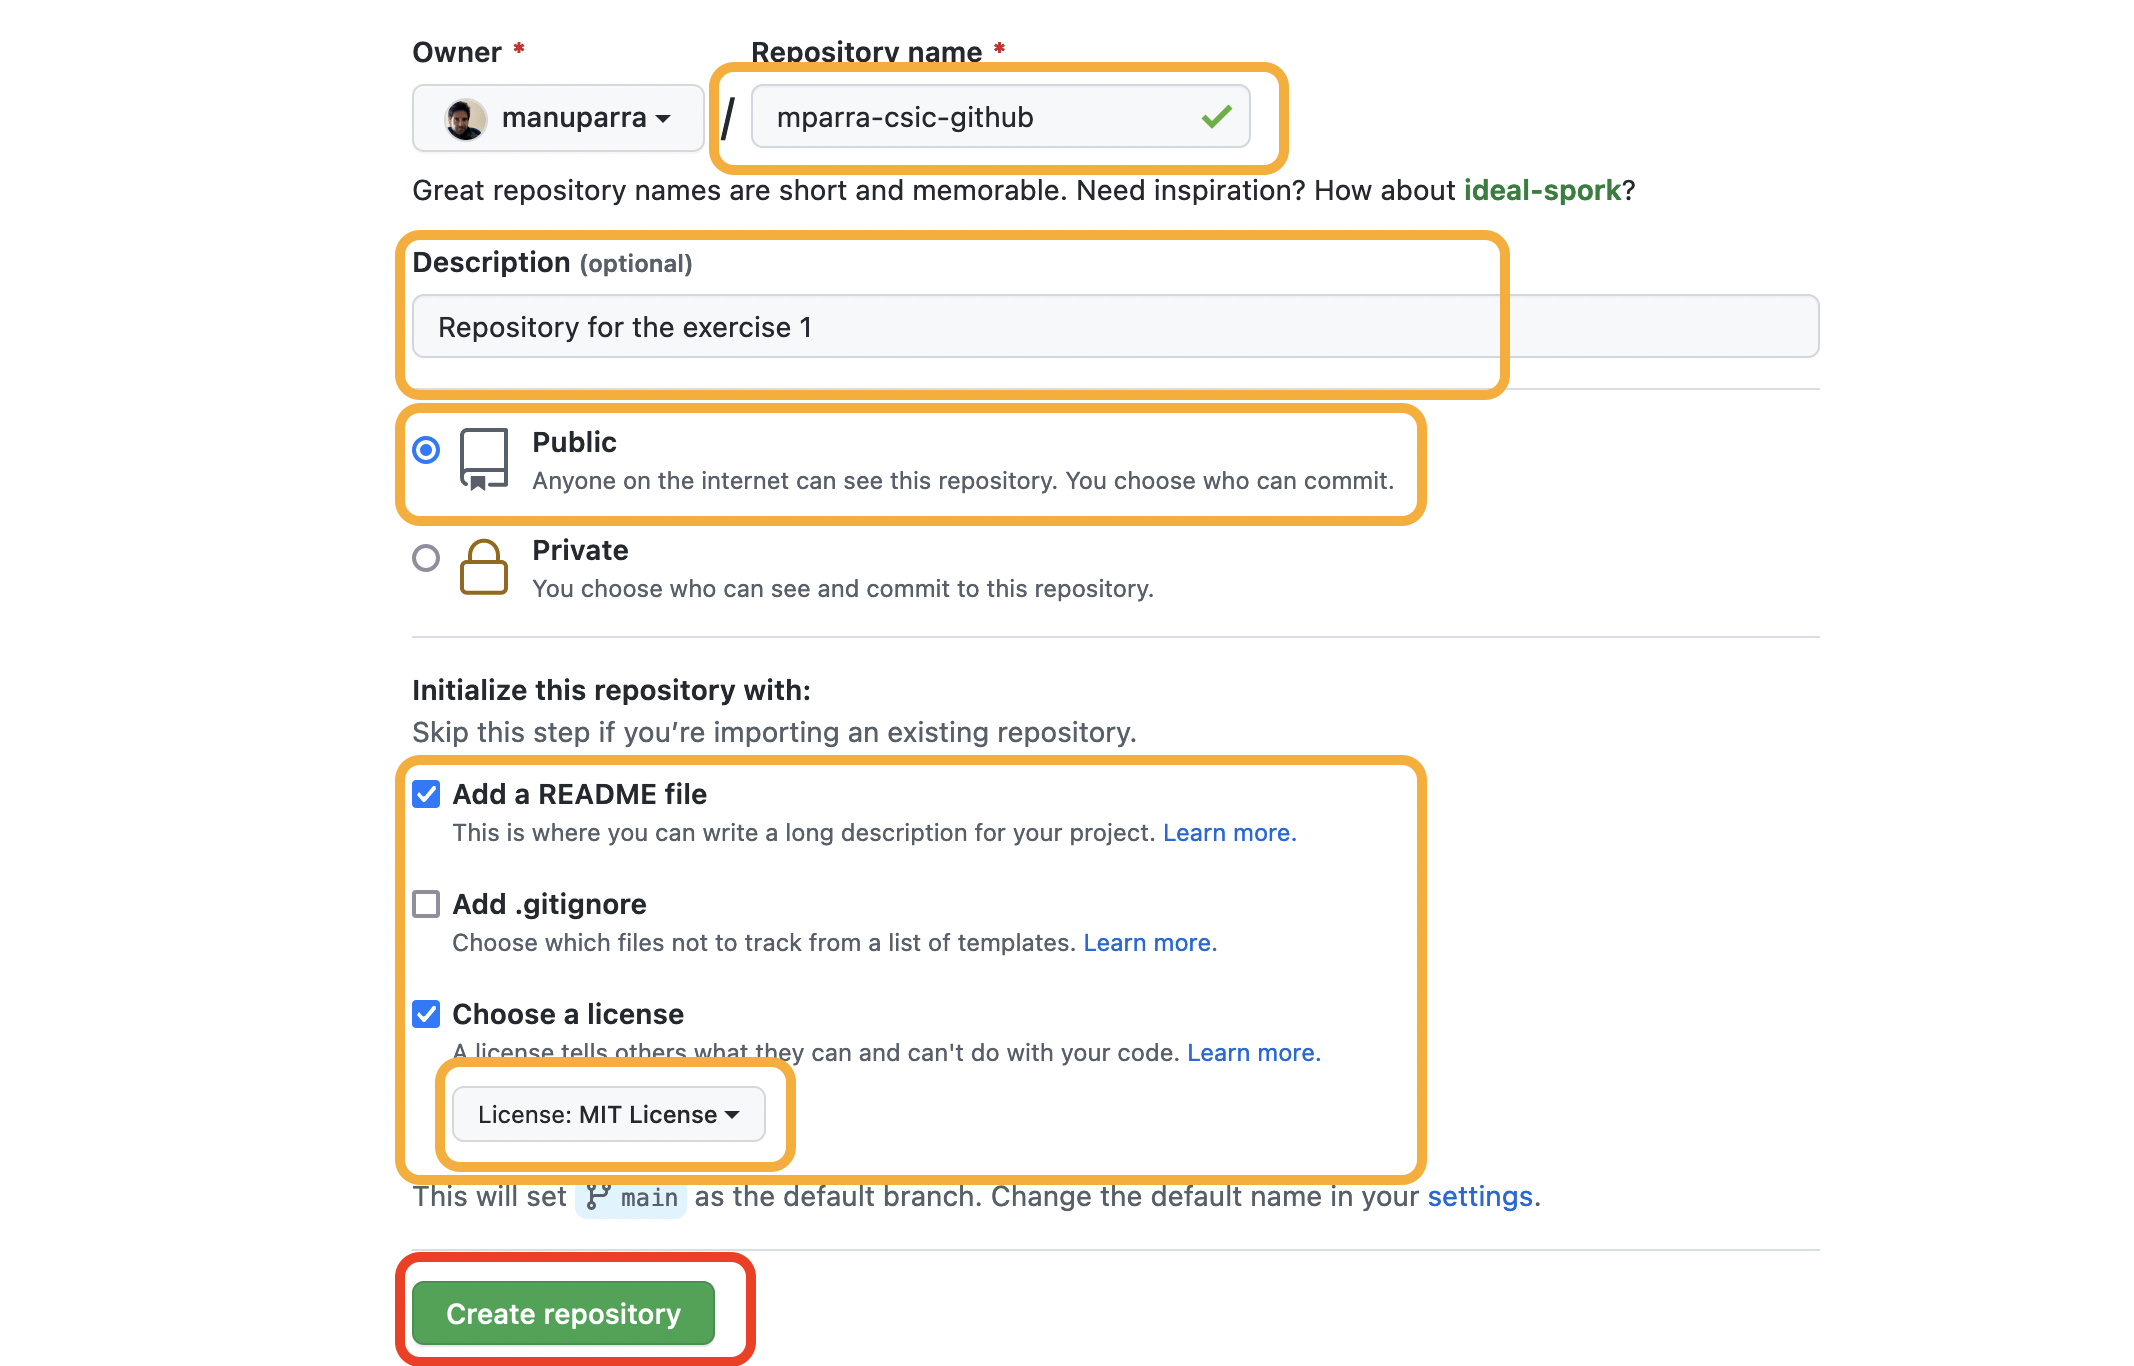 Owner * Repository name *
manuparra / mparra-csic-github
Great repository names are short and memorable. Need inspiration? How about ideal-spork?
Description (optional)
Repository for the exercise 1
Public
Anyone on the internet can see this repository. You choose who can commit.
Private
You choose who can see and commit to this repository.
Initialize this repository with:
Skip this step if you’re importing an existing repository.
Add a README file
This is where you can write a long description for your project. Learn more.
Add .gitignore
Choose which files not to track from a list of templates. Learn more.
Choose a license
A license tells others what they can and can't do with your code. Learn more.
License: MIT License
This will set main as the default branch. Change the default name in your settings.
Create repository